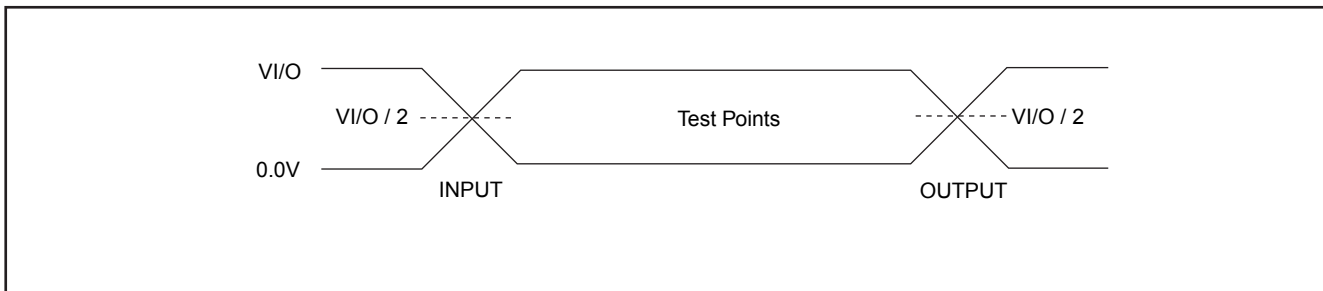 VI/O
VI/O / 2
Test Points
VI/O / 2
0.0V
INPUT
OUTPUT